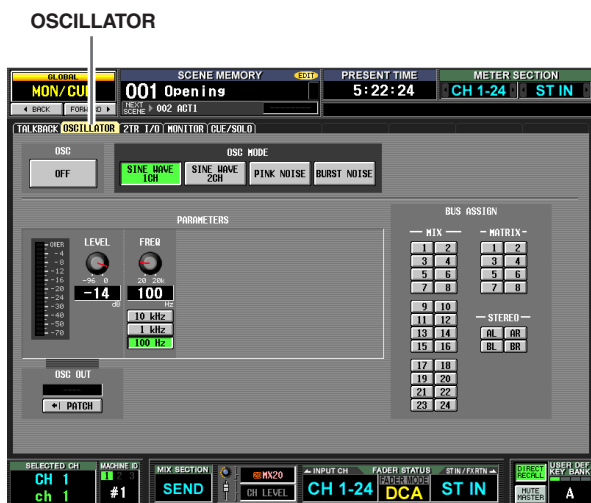 OSCILLATOR
GLOBAL
MON/CUE
BACK FORWARD
SCENE MEMORY EDIT
001 Opening
NEXT SCENE 002 ACT1
PRESENT TIME
5:22:24
METER SECTION
CH 1-24 ST IN
TALKBACK OSCILLATOR 2TR I/O MONITOR CUE/SOLO
OSC
OFF
OSC MODE
SINE WAVE 1CH
SINE WAVE 2CH
PINK NOISE
BURST NOISE
PARAMETERS
OVER
-4
-8
-12
-16
-20
-24
-30
-40
-50
-70
LEVEL
-96 0
-14
dB
FREQ
20 20k
100
Hz
10 kHz
1 kHz
100 Hz
OSC OUT
PATCH
BUS ASSIGN
MIX
1 2
3 4
5 6
7 8
9 10
11 12
13 14
15 16
17 18
19 20
21 22
23 24
MATRIX
1 2
3 4
5 6
7 8
STEREO
AL AR
BL BR
SELECTED CH
CH 1
ch 1
MACHINE ID
1 2 3
#1
MIX SECTION
SEND
MX20
CH LEVEL
INPUT CH FADER STATUS ST IN/FXRTN
CH 1-24
FADER MODE
DCA
ST IN
DIRECT RECALL
MUTE MASTER
USER DEF KEY BANK
A